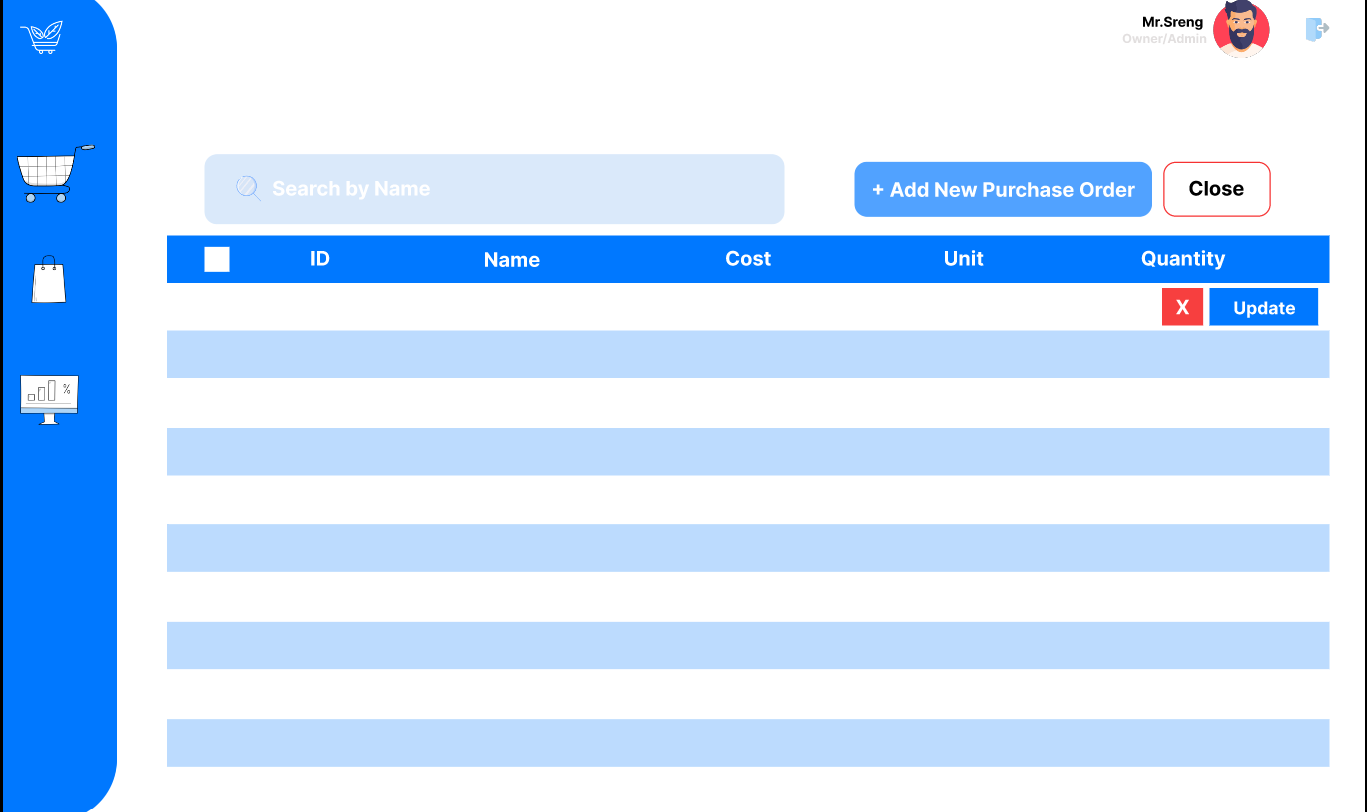 Mr.Sreng
Owner/Admin
Search by Name
+ Add New Purchase Order
Close
ID
Name
Cost
Unit
Quantity
X
Update
%